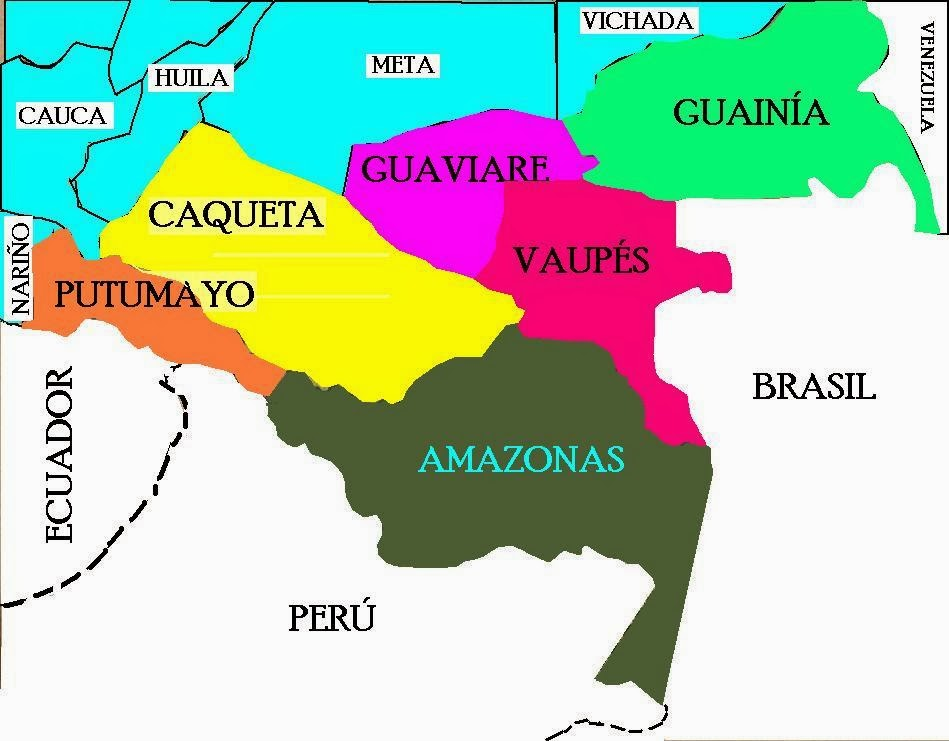 VICHADA
VENEZUELA
META
HUILA
CAUCA
GUAINÍA
GUAVIARE
CAQUETA
NARIÑO
VAUPÉS
PUTUMAYO
ECUADOR
BRASIL
AMAZONAS
PERÚ